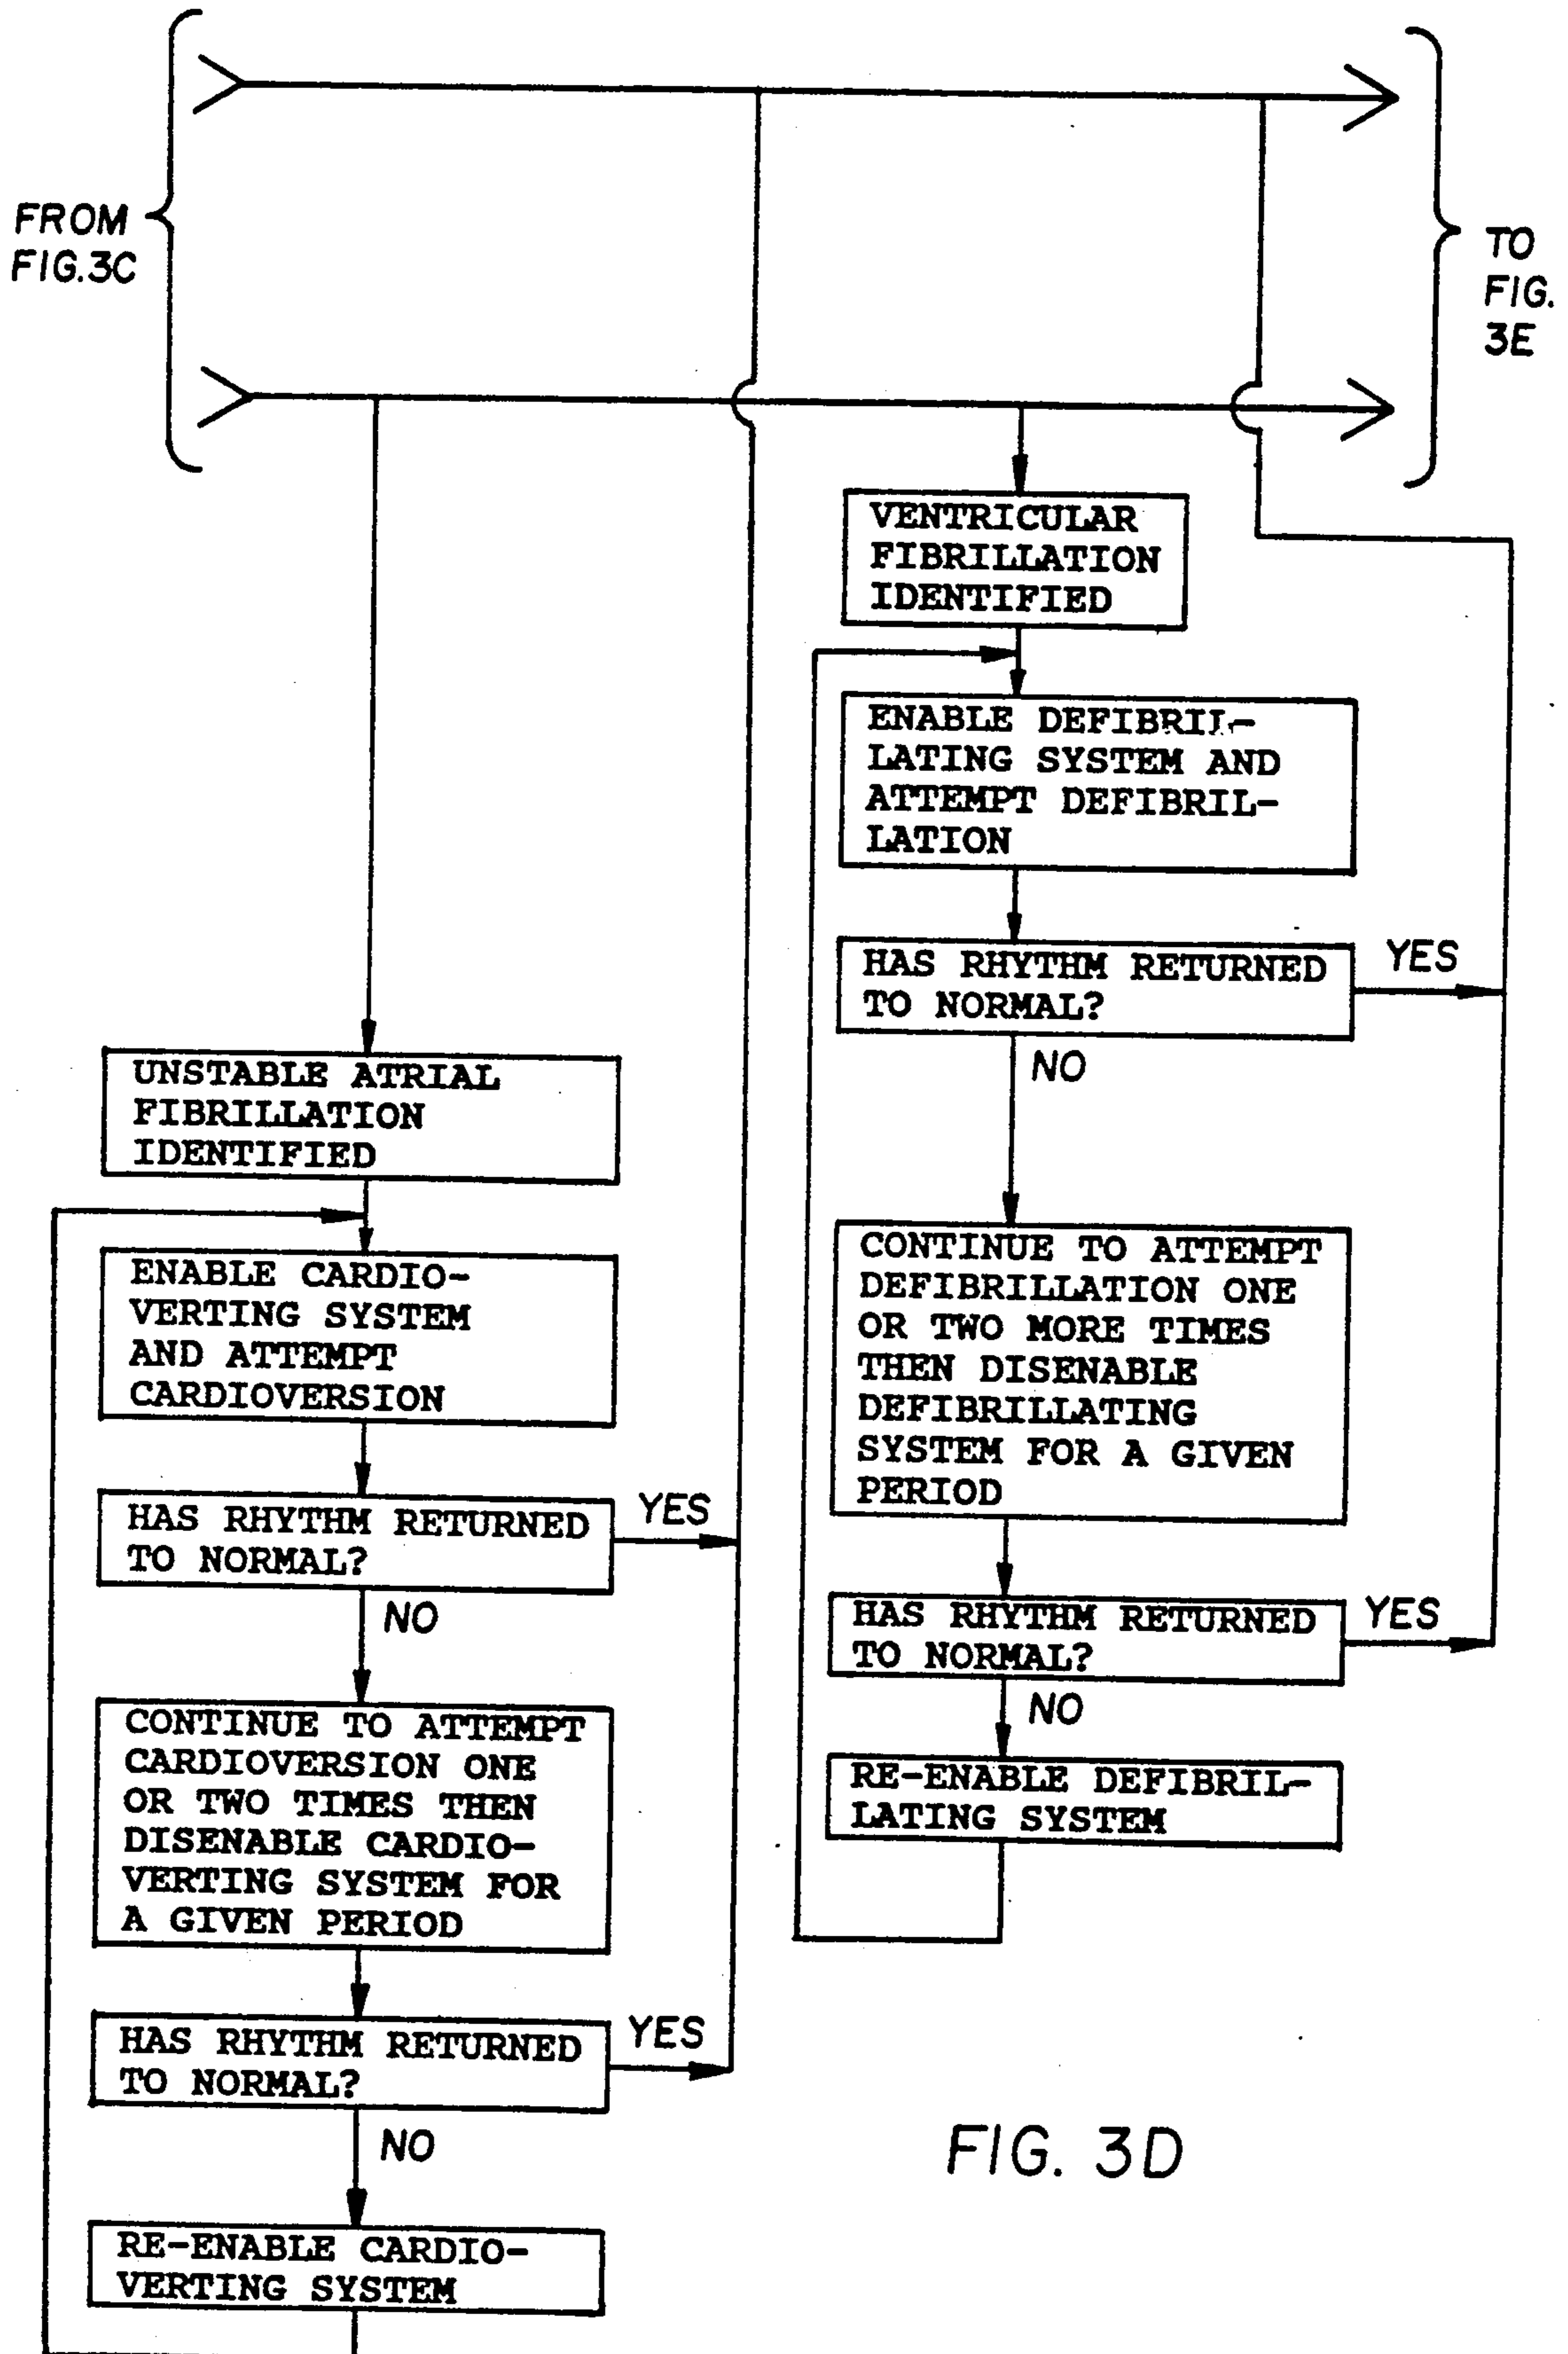 FROM
FIG.3C
TO
FIG.
3E
UNSTABLE ATRIAL
FIBRILLATION
IDENTIFIED
ENABLE CARDIO-
VERTING SYSTEM
AND ATTEMPT
CARDIOVERSION
HAS RHYTHM RETURNED
TO NORMAL?
YES
NO
CONTINUE TO ATTEMPT
CARDIOVERSION ONE
OR TWO TIMES THEN
DISENABLE CARDIO-
VERTING SYSTEM FOR
A GIVEN PERIOD
HAS RHYTHM RETURNED
TO NORMAL?
YES
NO
RE-ENABLE CARDIO-
VERTING SYSTEM
VENTRICULAR
FIBRILLATION
IDENTIFIED
ENABLE DEFIBRIL-
LATING SYSTEM AND
ATTEMPT DEFIBRIL-
LATION
HAS RHYTHM RETURNED
TO NORMAL?
YES
NO
CONTINUE TO ATTEMPT
DEFIBRILLATION ONE
OR TWO MORE TIMES
THEN DISENABLE
DEFIBRILLATING
SYSTEM FOR A GIVEN
PERIOD
HAS RHYTHM RETURNED
TO NORMAL?
YES
NO
RE-ENABLE DEFIBRIL-
LATING SYSTEM
FIG. 3D